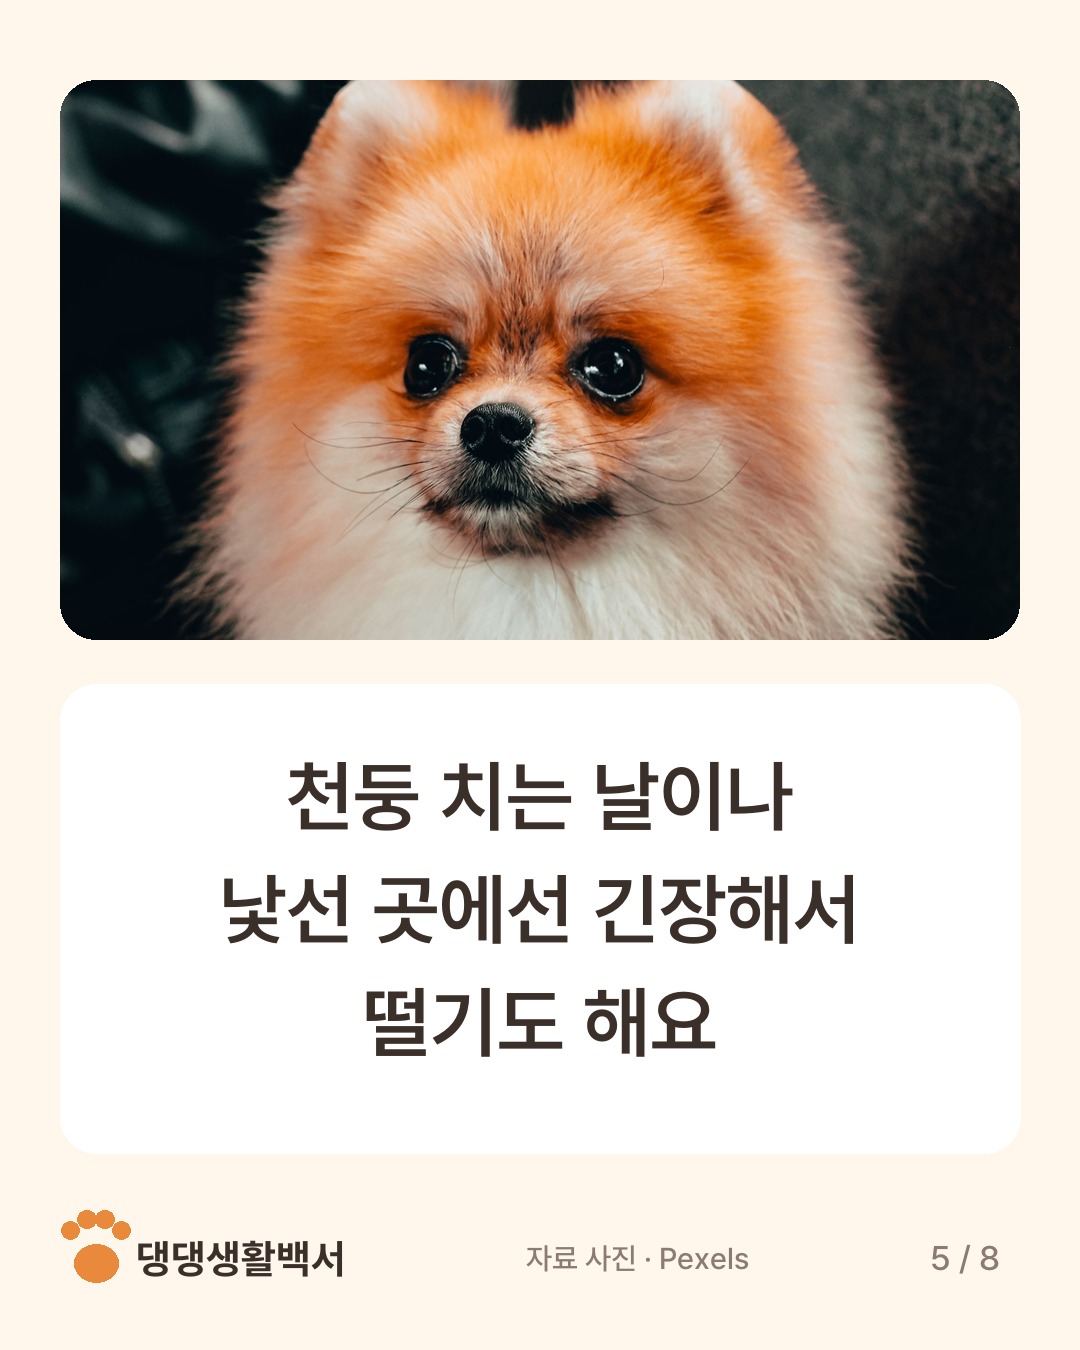 천둥 치는 날이나
낯선 곳에선 긴장해서
떨기도 해요
댕댕생활백서
자료 사진 · Pexels
5 / 8